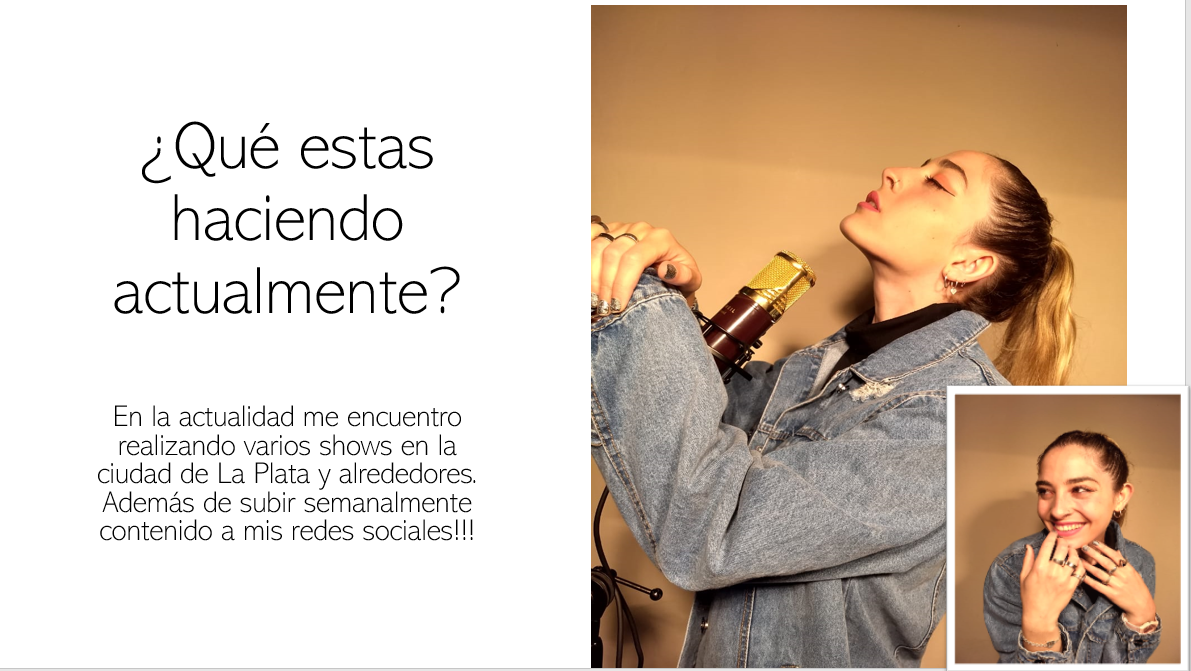 ¿Qué estas
haciendo
actualmente?
En la actualidad me encuentro
realizando varios shows en la
ciudad de La Plata y alrededores.
Además de subir semanalmente
contenido a mis redes sociales!!!